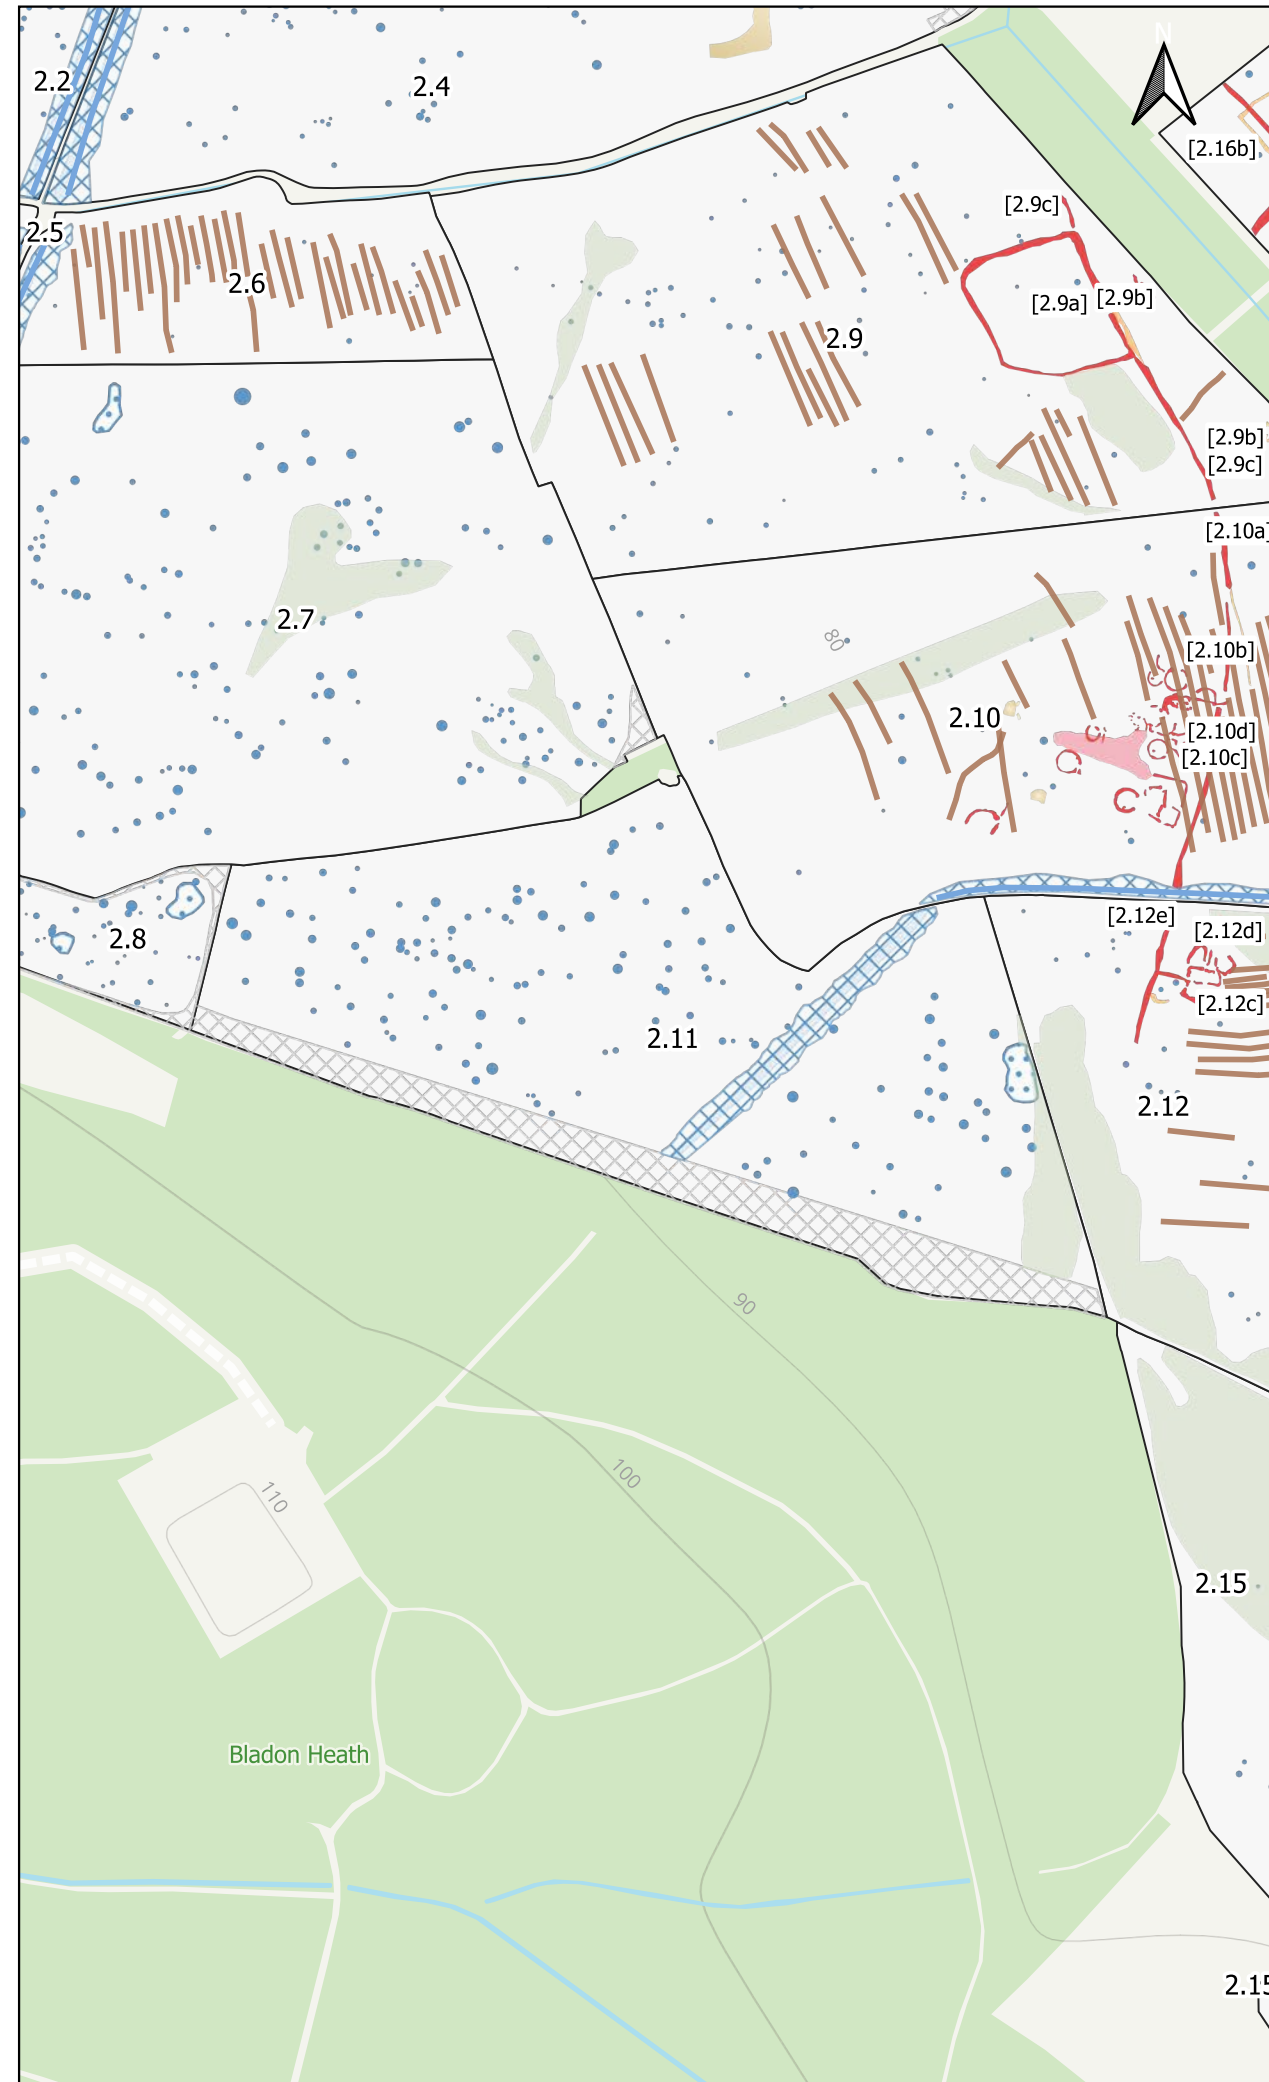 N
2.2
2.4
[2.16b]
[2.9c]
2.5
2.6
[2.9a]
[2.9b]
2.9
[2.9b]
[2.9c]
[2.10a]
2.7
80
[2.10b]
2.10
[2.10d]
[2.10c]
[2.12e]
[2.12d]
2.8
[2.12c]
2.11
2.12
90
100
110
2.15
Bladon Heath
2.15